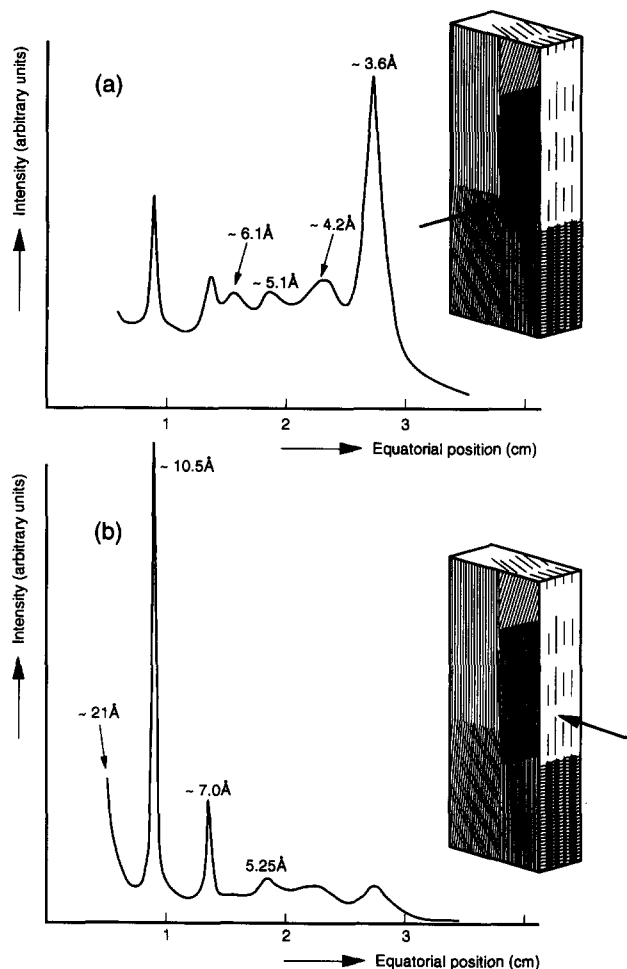 (a)
Intensity (arbitrary units)
~ 6.1Å
~ 5.1Å
~ 4.2Å
~ 3.6Å
1 2 3
Equatorial position (cm)
(b)
Intensity (arbitrary units)
~ 21Å
~ 10.5Å
~ 7.0Å
5.25Å
1 2 3
Equatorial position (cm)